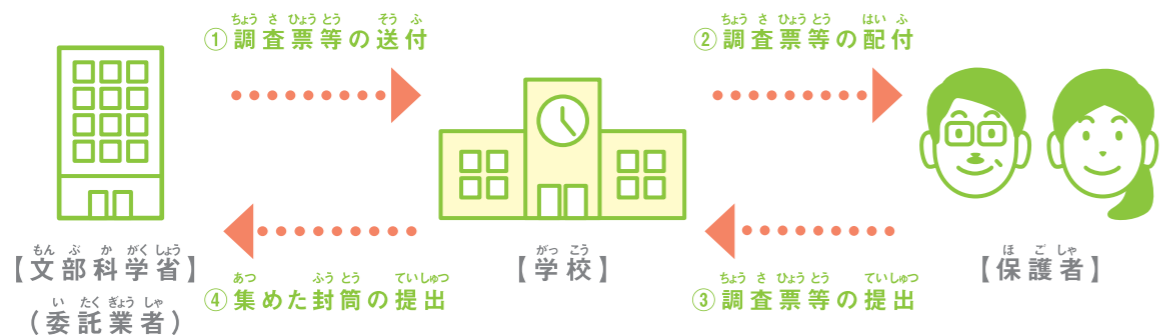 ちょう さ ひょう とう そう ふ
①調査票等の送付
ちょう さ ひょう とう はい ふ
②調査票等の配付
もん ぶ か がく しょう
【文部科学省】
い たく ぎょう しゃ
（委託業者）
がっ こう
【学校】
ほ ご しゃ
【保護者】
あつ ふう とう てい しゅつ
④集めた封筒の提出
ちょう さ ひょう とう てい しゅつ
③調査票等の提出